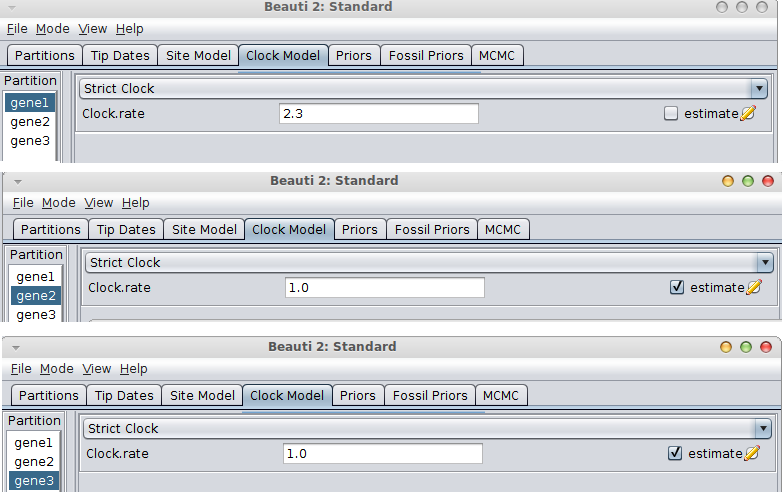 Beauti 2: Standard
File Mode View Help
Partitions Tip Dates Site Model Clock Model Priors Fossil Priors MCMC
Partition
Strict Clock
gene1
Clock.rate 2.3 estimate
gene2
gene3
Beauti 2: Standard
File Mode View Help
Partitions Tip Dates Site Model Clock Model Priors Fossil Priors MCMC
Partition
Strict Clock
gene1
Clock.rate 1.0 estimate
gene2
gene3
Beauti 2: Standard
File Mode View Help
Partitions Tip Dates Site Model Clock Model Priors Fossil Priors MCMC
Partition
Strict Clock
gene1
Clock.rate 1.0 estimate
gene2
gene3